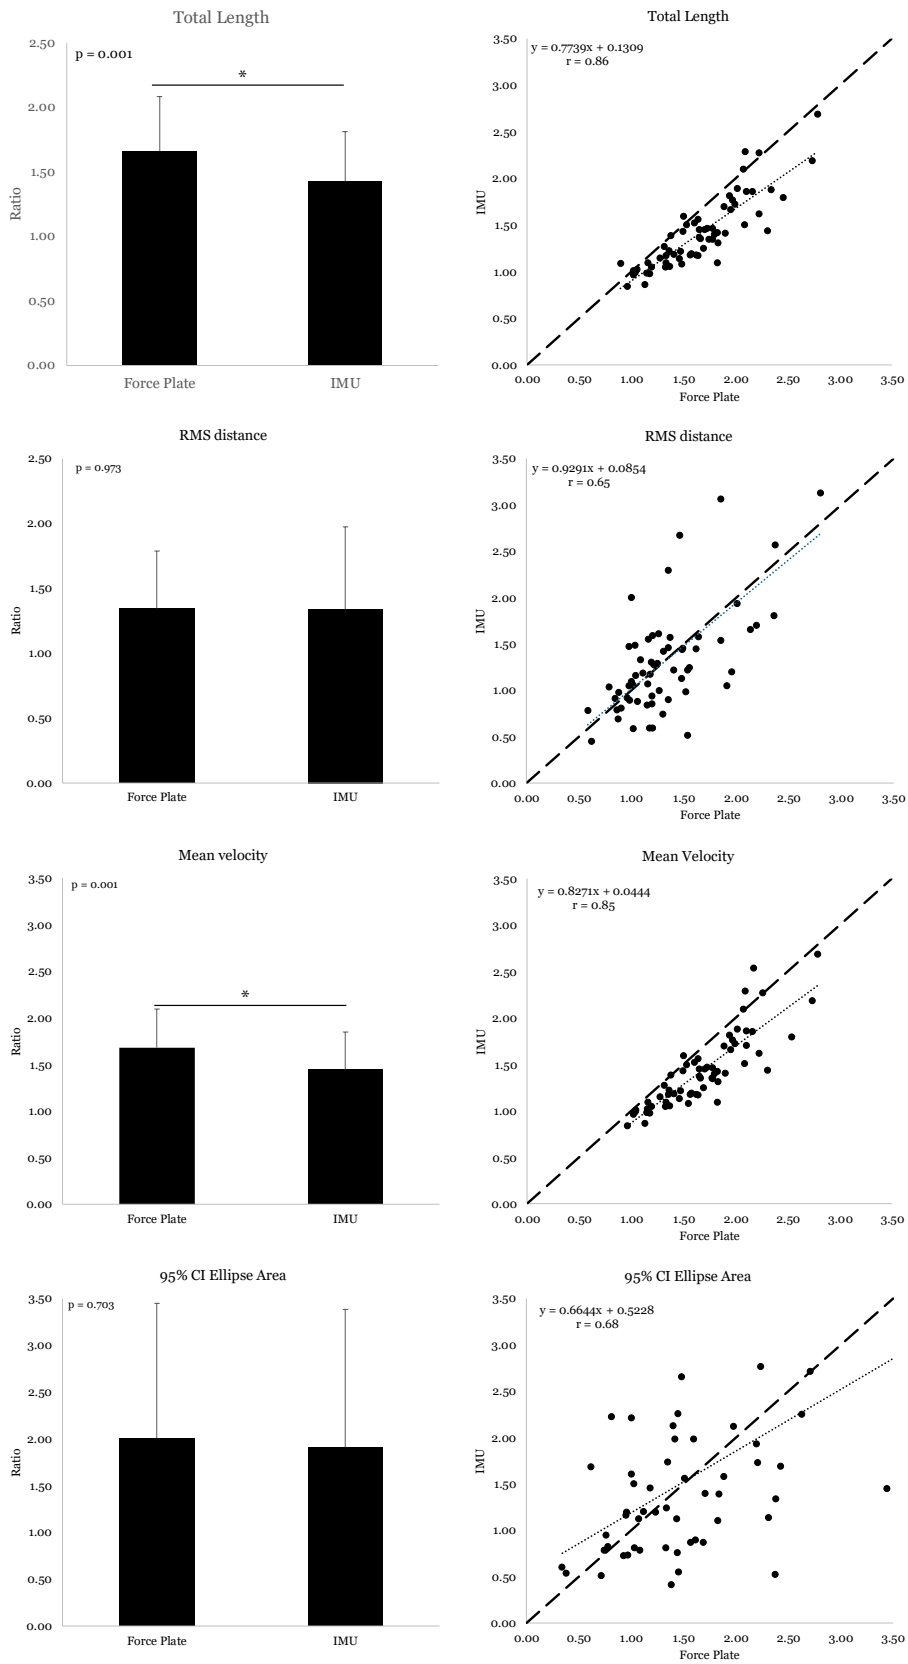 Total Length
p = 0.001
*
2.50
2.00
1.50
1.00
0.50
0.00
Ratio
Force Plate IMU
Total Length
y = 0.7739x + 0.1309
r = 0.86
3.50
3.00
2.50
2.00
1.50
1.00
0.50
0.00
IMU
0.00 0.50 1.00 1.50 2.00 2.50 3.00 3.50
Force Plate
RMS distance
p = 0.973
2.50
2.00
1.50
1.00
0.50
0.00
Ratio
Force Plate IMU
RMS distance
y = 0.9291x + 0.0854
r = 0.65
3.50
3.00
2.50
2.00
1.50
1.00
0.50
0.00
IMU
0.00 0.50 1.00 1.50 2.00 2.50 3.00 3.50
Force Plate
Mean velocity
p = 0.001
*
3.50
3.00
2.50
2.00
1.50
1.00
0.50
0.00
Ratio
Force Plate IMU
Mean Velocity
y = 0.8271x + 0.0444
r = 0.85
3.50
3.00
2.50
2.00
1.50
1.00
0.50
0.00
IMU
0.00 0.50 1.00 1.50 2.00 2.50 3.00 3.50
Force Plate
95% CI Ellipse Area
p = 0.703
3.50
3.00
2.50
2.00
1.50
1.00
0.50
0.00
Ratio
Force Plate IMU
95% CI Ellipse Area
y = 0.6644x + 0.5228
r = 0.68
3.50
3.00
2.50
2.00
1.50
1.00
0.50
0.00
IMU
0.00 0.50 1.00 1.50 2.00 2.50 3.00 3.50
Force Plate